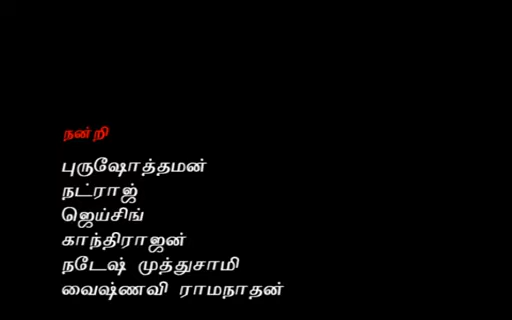 நன்றி
புருஷோத்தமன்
நட்ராஜ்
ஜெய்சிங்
காந்திராஜன்
நடேஷ் முத்துசாமி
வைஷ்ணவி ராமநாதன்